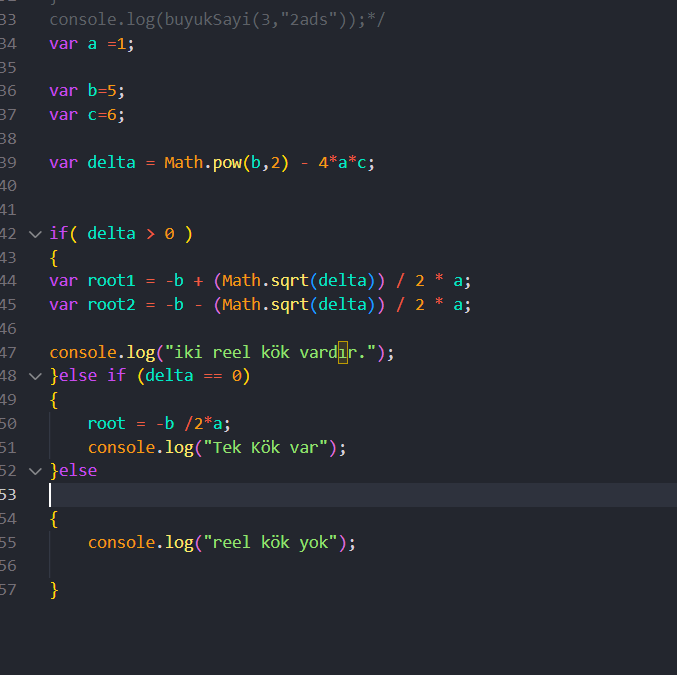 33 console.log(buyukSayi(3,"2ads"));*/
34 var a =1;
35
36 var b=5;
37 var c=6;
38
39 var delta = Math.pow(b,2) - 4*a*c;
40
41
42 if( delta > 0 )
43 {
44 var root1 = -b + (Math.sqrt(delta)) / 2 * a;
45 var root2 = -b - (Math.sqrt(delta)) / 2 * a;
46
47 console.log("iki reel kök vardır.");
48 }else if (delta == 0)
49 {
50 root = -b /2*a;
51 console.log("Tek Kök var");
52 }else
53
54 {
55 console.log("reel kök yok");
56
57 }